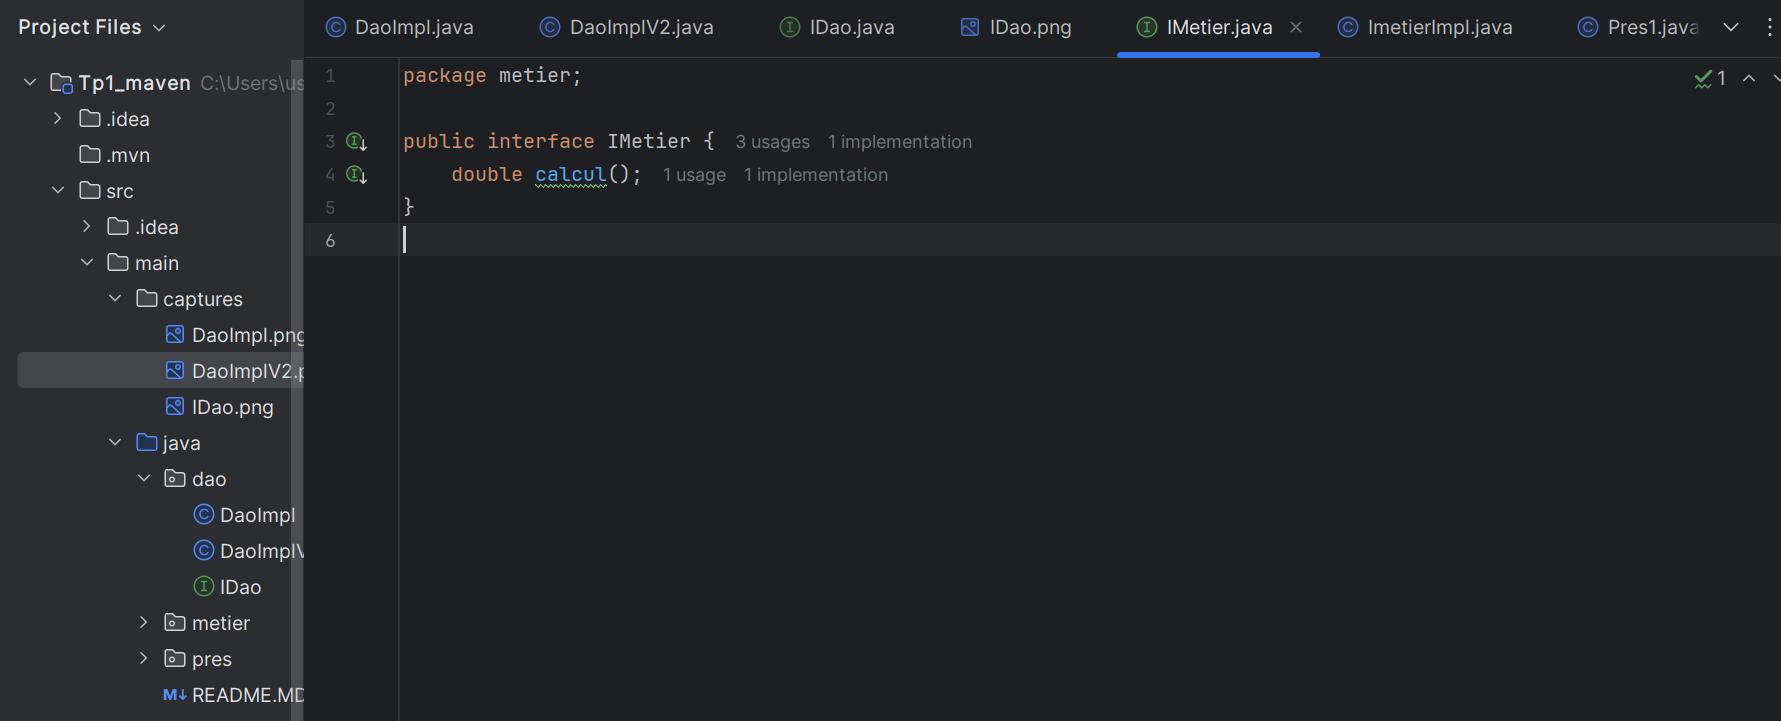 Project Files
DaoImpl.java
DaoImplV2.java
IDao.java
IDao.png
IMetier.java
ImetierImpl.java
Pres1.java
Tp1_maven C:\Users\us
.idea
.mvn
src
.idea
main
captures
DaoImpl.png
DaoImplV2.p
IDao.png
java
dao
DaoImpl
DaoImplV
IDao
metier
pres
M↓ README.MD
1 package metier;
2
3 public interface IMetier { 3 usages 1 implementation
4 double calcul(); 1 usage 1 implementation
5 }
6
1